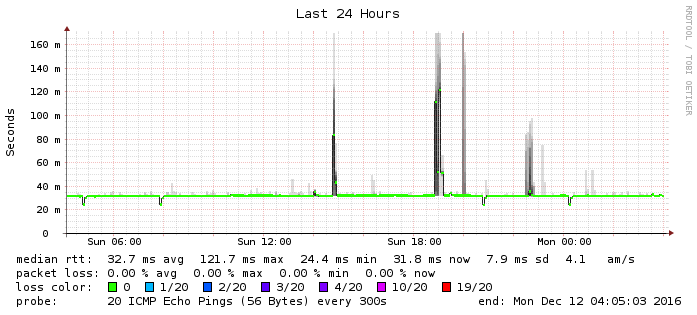 Last 24 Hours
RRDTOOL / TOBI OETIKER
Seconds
160 m
140 m
120 m
100 m
80 m
60 m
40 m
20 m
0
Sun 06:00 Sun 12:00 Sun 18:00 Mon 00:00
median rtt: 32.7 ms avg 121.7 ms max 24.4 ms min 31.8 ms now 7.9 ms sd 4.1 am/s
packet loss: 0.00 % avg 0.00 % max 0.00 % min 0.00 % now
loss color: 0 1/20 2/20 3/20 4/20 10/20 19/20
probe: 20 ICMP Echo Pings (56 Bytes) every 300s end: Mon Dec 12 04:05:03 2016